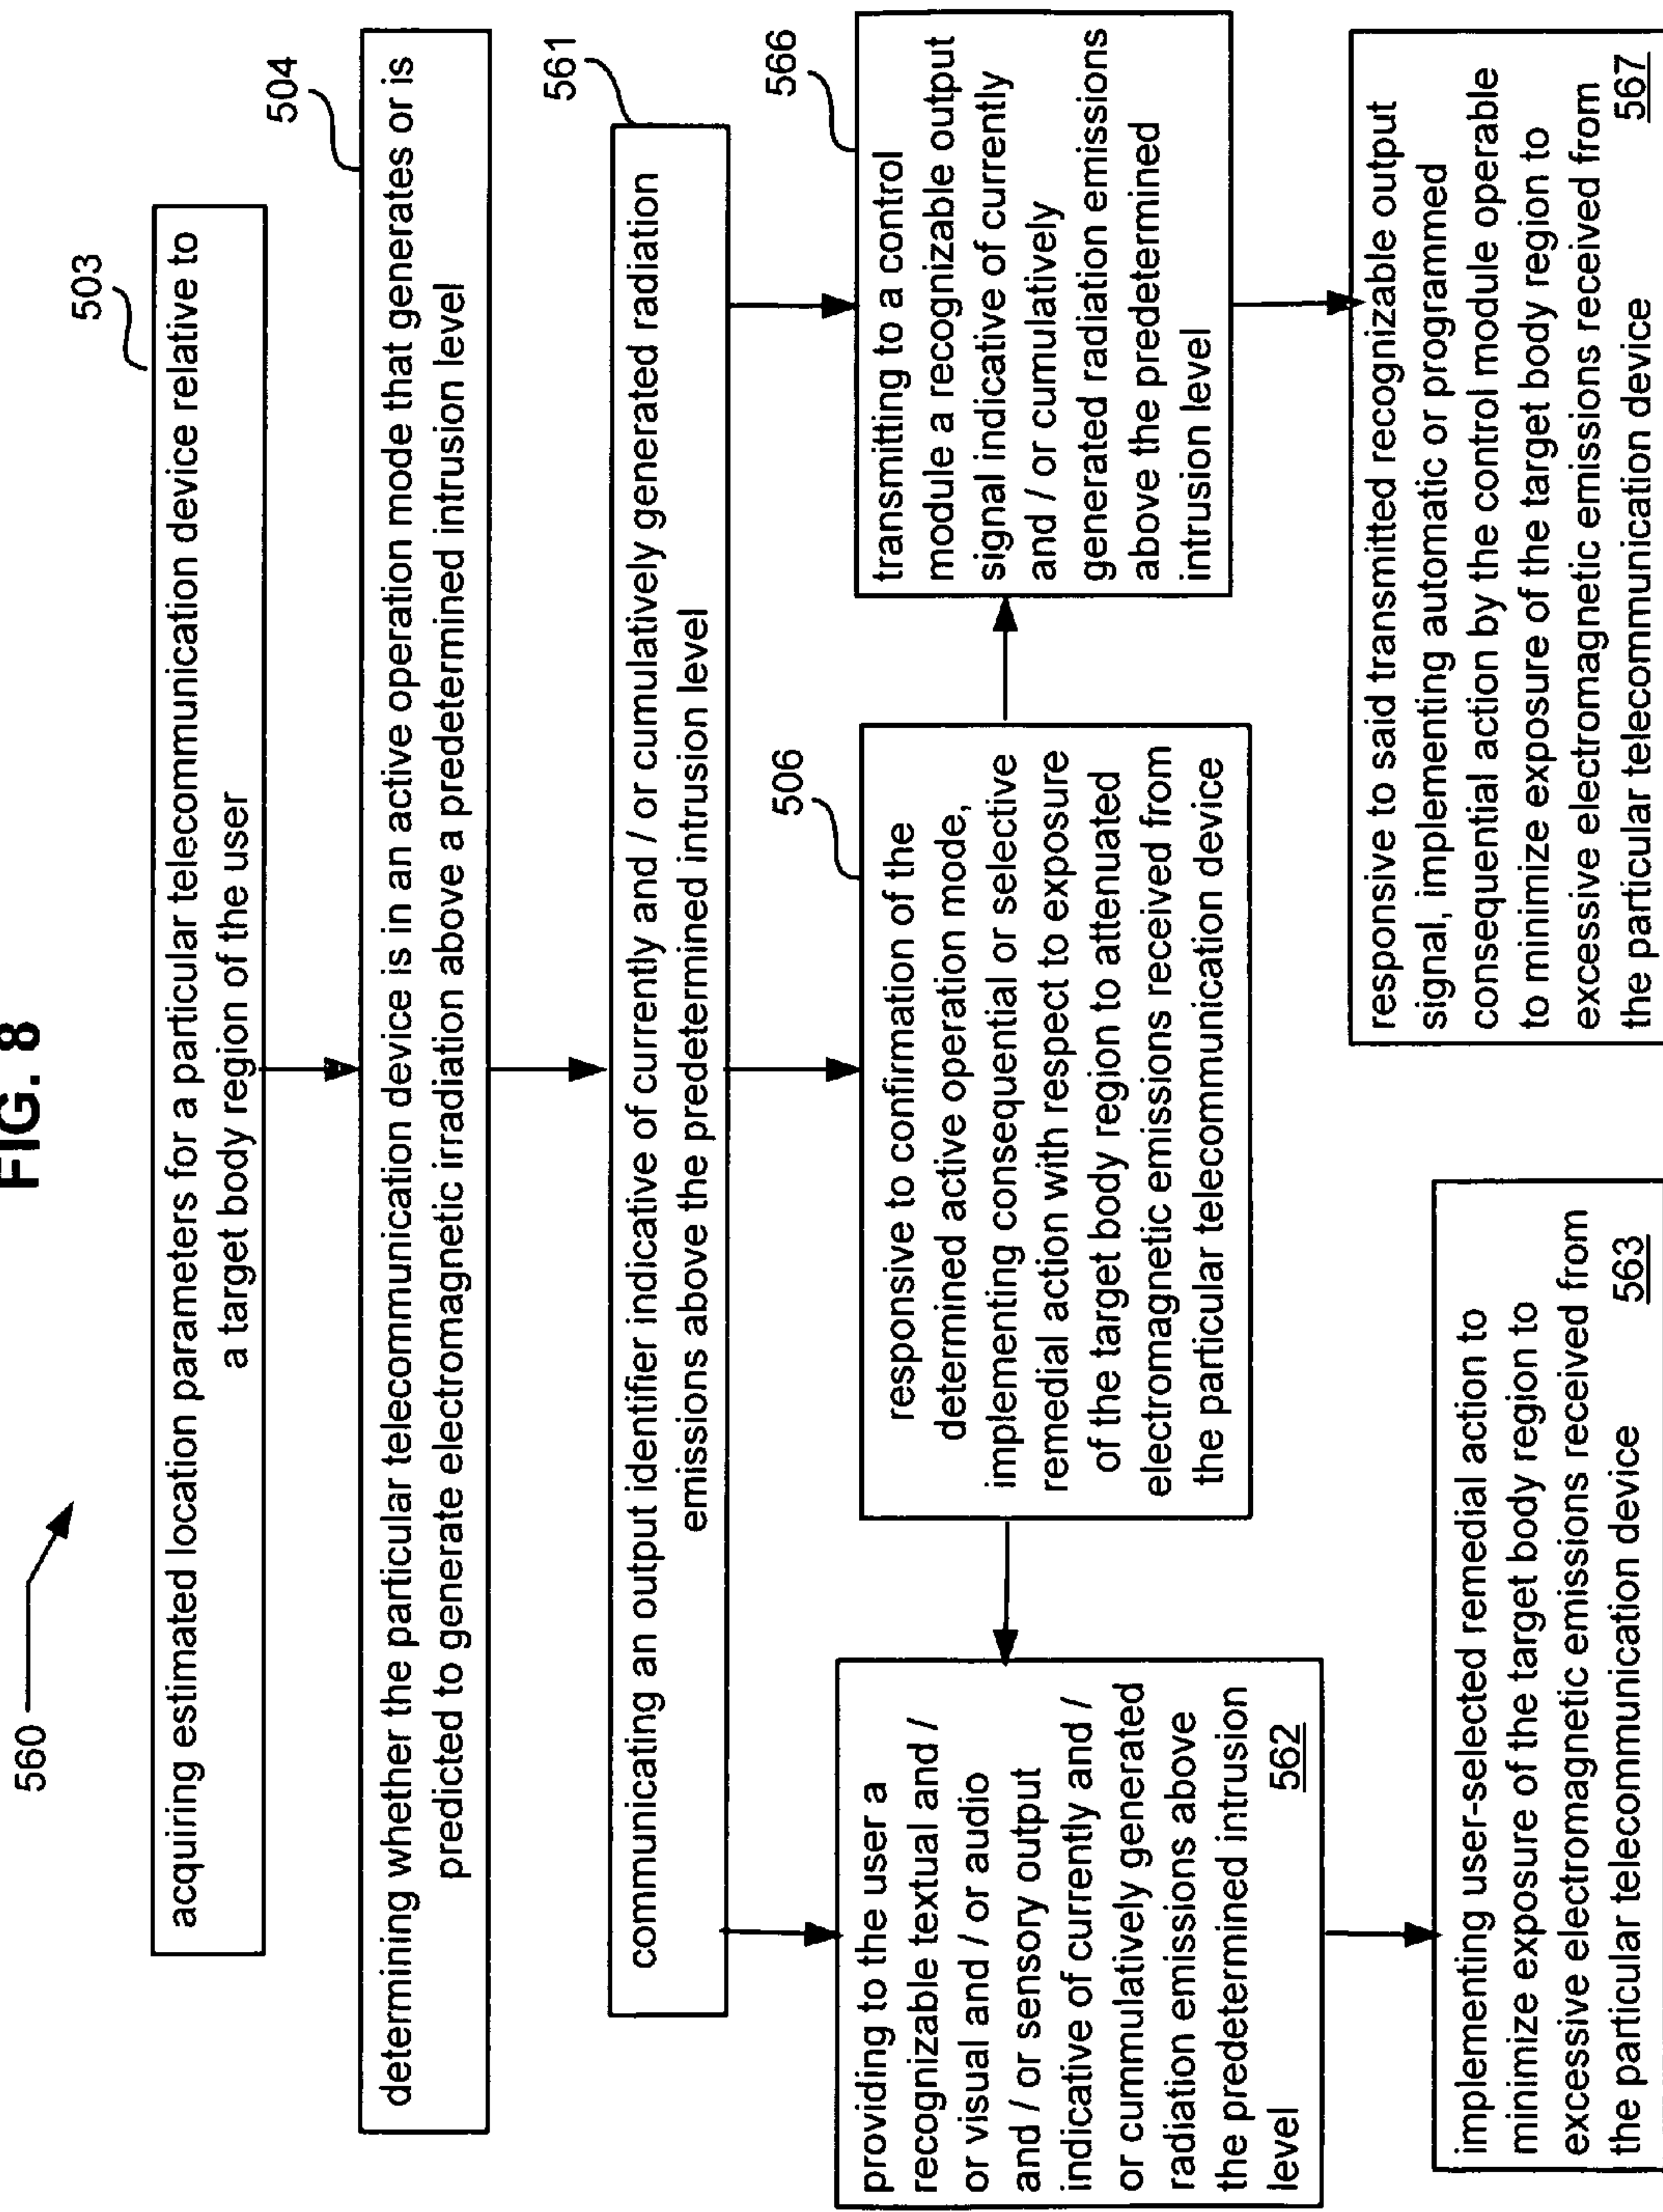 FIG. 8
560
503
acquiring estimated location parameters for a particular telecommunication device relative to
a target body region of the user
504
determining whether the particular telecommunication device is in an active operation mode that generates or is
predicted to generate electromagnetic irradiation above a predetermined intrusion level
561
communicating an output identifier indicative of currently and / or cumulatively generated radiation
emissions above the predetermined intrusion level
providing to the user a
recognizable textual and /
or visual and / or audio
and / or sensory output
indicative of currently and /
or cummulatively generated
radiation emissions above
the predetermined intrusion
level
562
506
responsive to confirmation of the
determined active operation mode,
implementing consequential or selective
remedial action with respect to exposure
of the target body region to attenuated
electromagnetic emissions received from
the particular telecommunication device
566
transmitting to a control
module a recognizable output
signal indicative of currently
and / or cumulatively
generated radiation emissions
above the predetermined
intrusion level
implementing user-selected remedial action to
minimize exposure of the target body region to
excessive electromagnetic emissions received from
the particular telecommunication device
563
responsive to said transmitted recognizable output
signal, implementing automatic or programmed
consequential action by the control module operable
to minimize exposure of the target body region to
excessive electromagnetic emissions received from
the particular telecommunication device
567